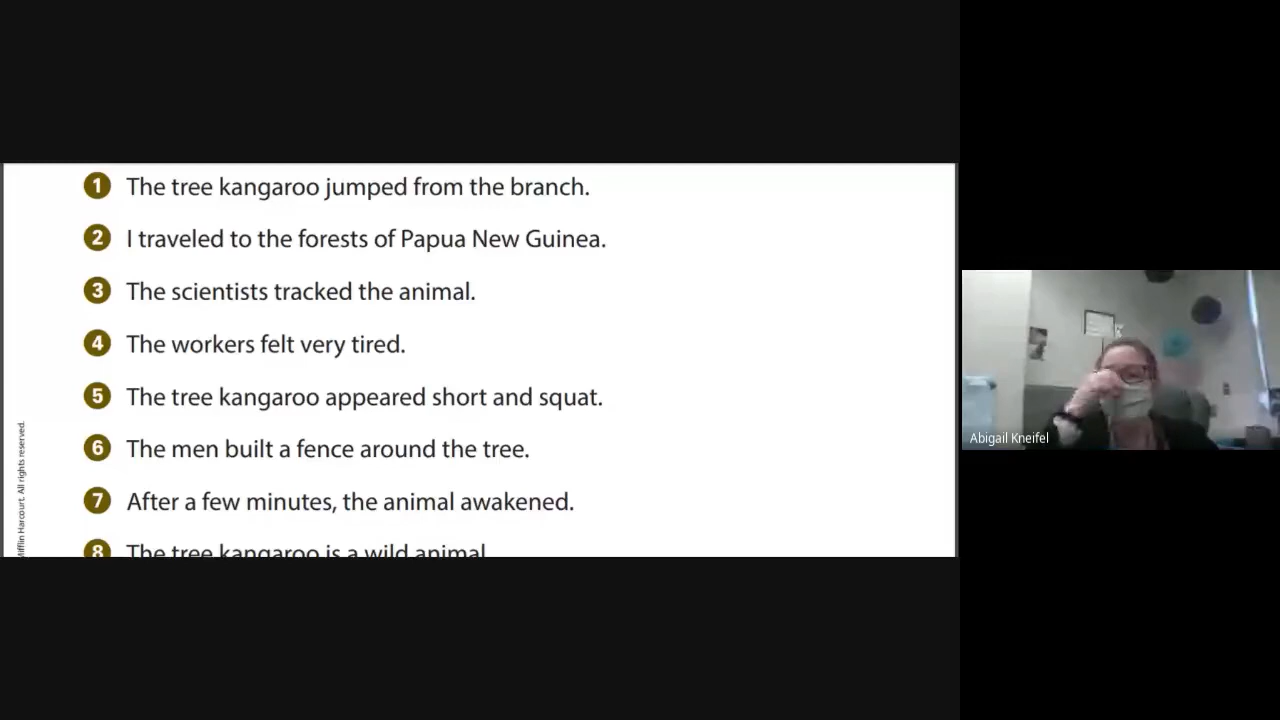 1 The tree kangaroo jumped from the branch.
2 I traveled to the forests of Papua New Guinea.
3 The scientists tracked the animal.
4 The workers felt very tired.
5 The tree kangaroo appeared short and squat.
6 The men built a fence around the tree.
7 After a few minutes, the animal awakened.
8 The tree kangaroo is a wild animal
Mifflin Harcourt. All rights reserved.
Abigail Kneifel